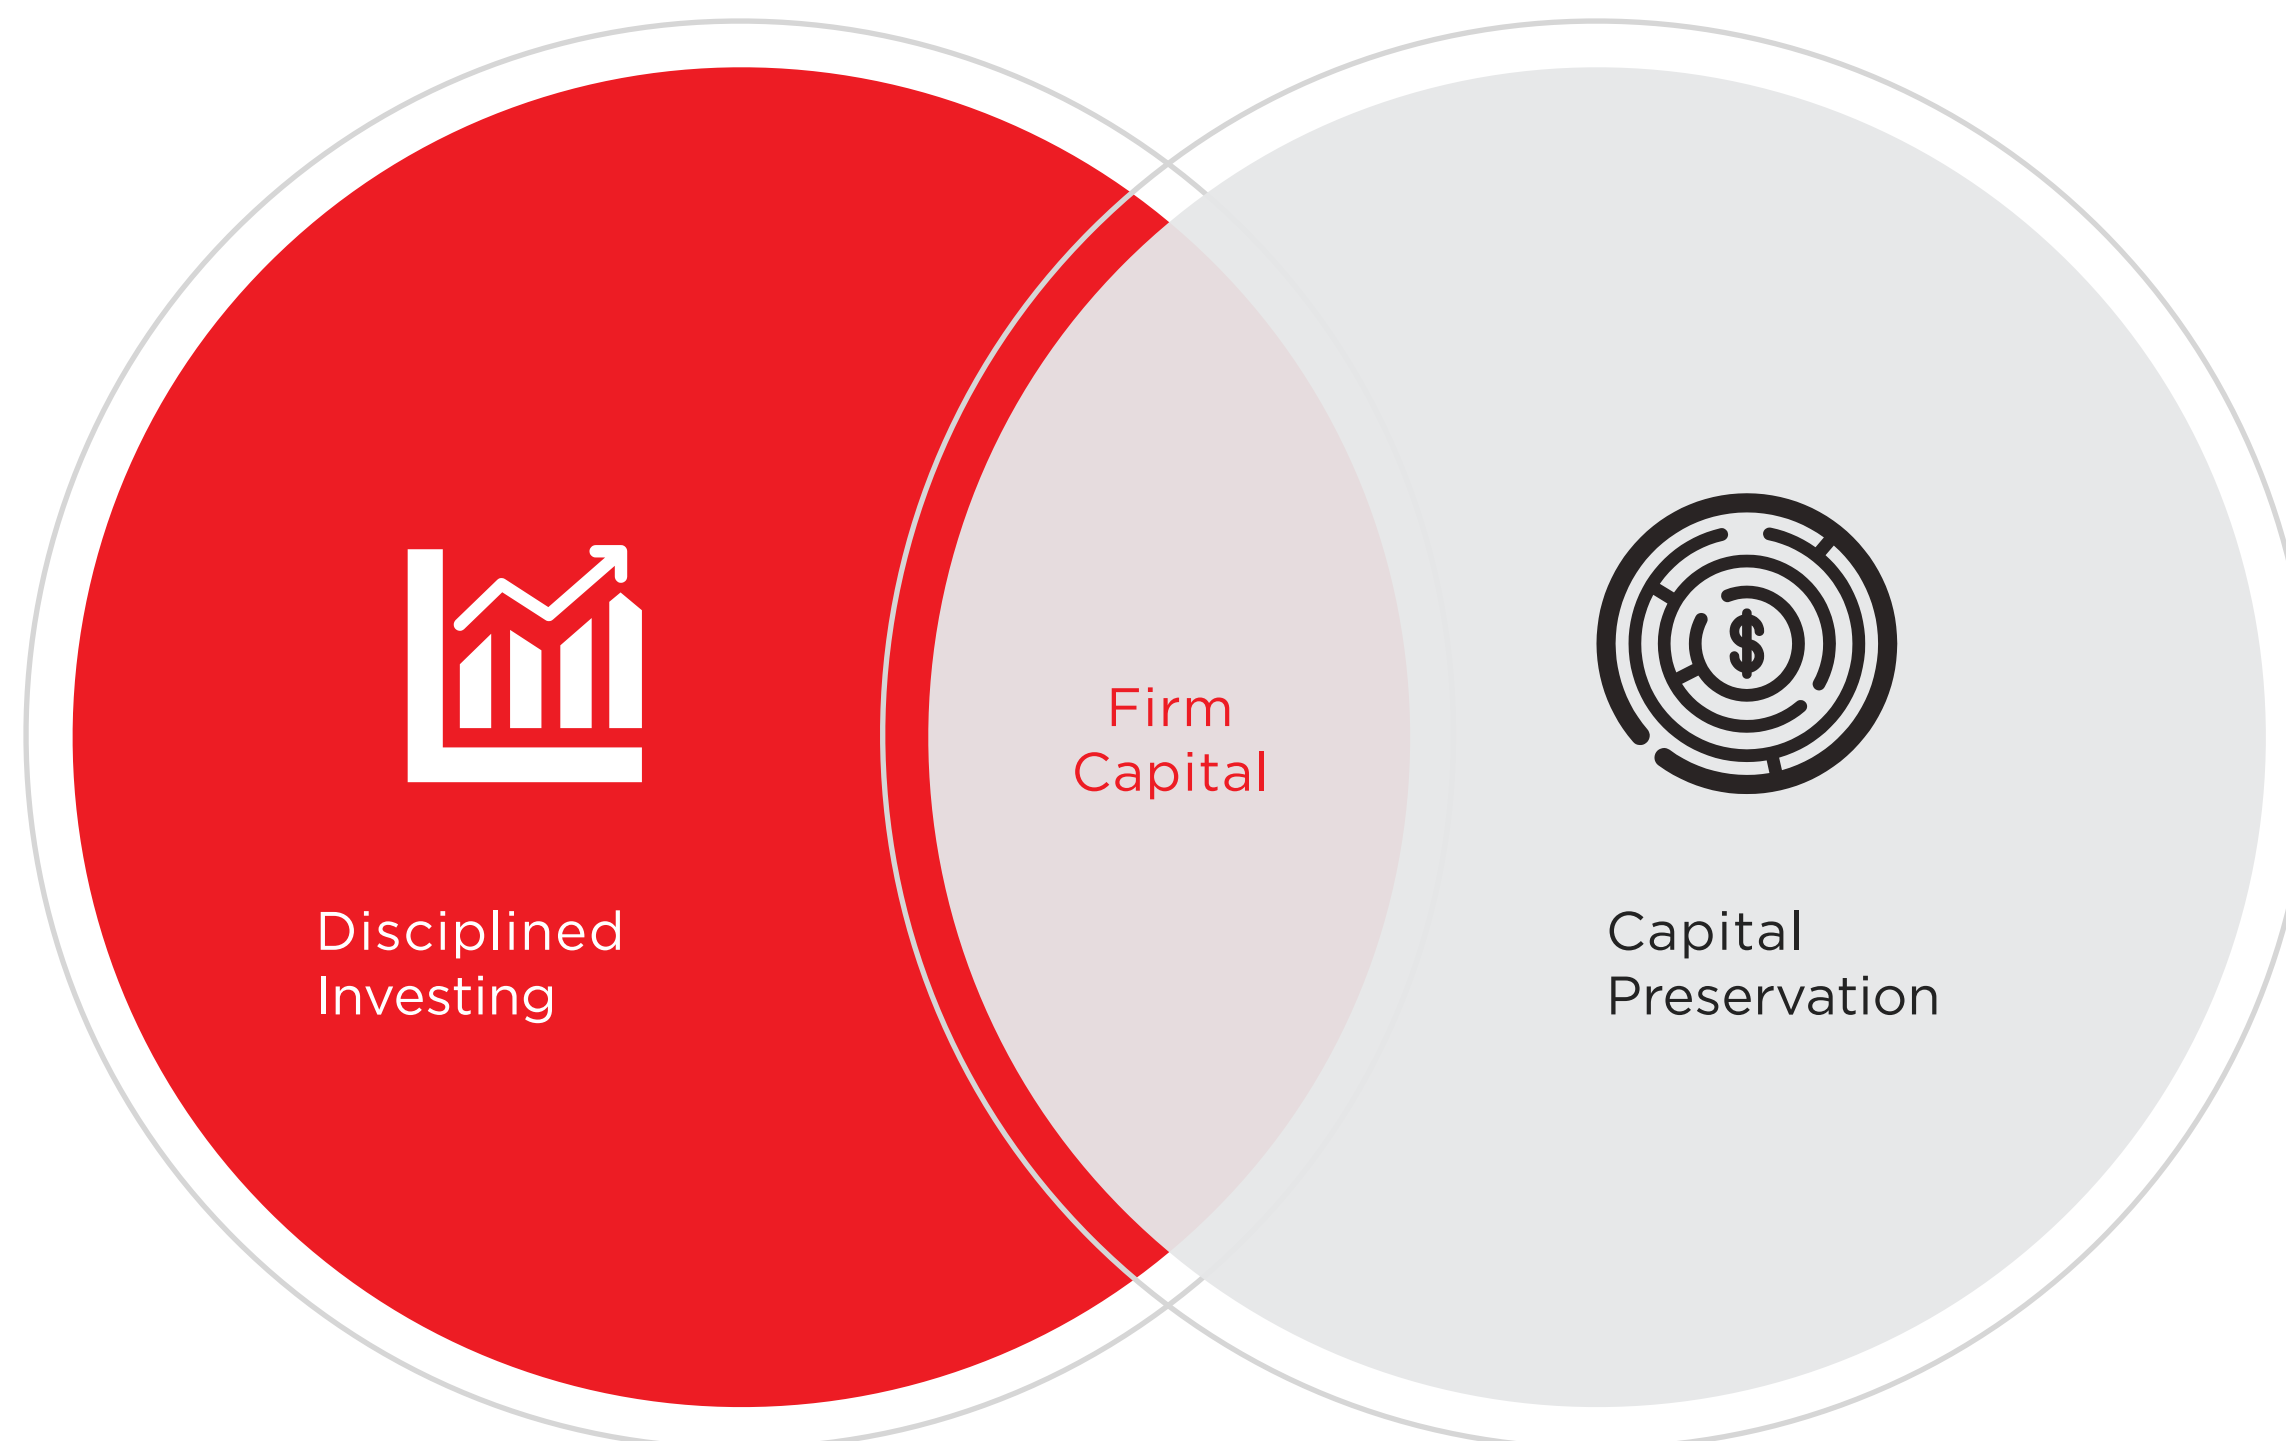 Disciplined
Investing
Firm
Capital
Capital
Preservation